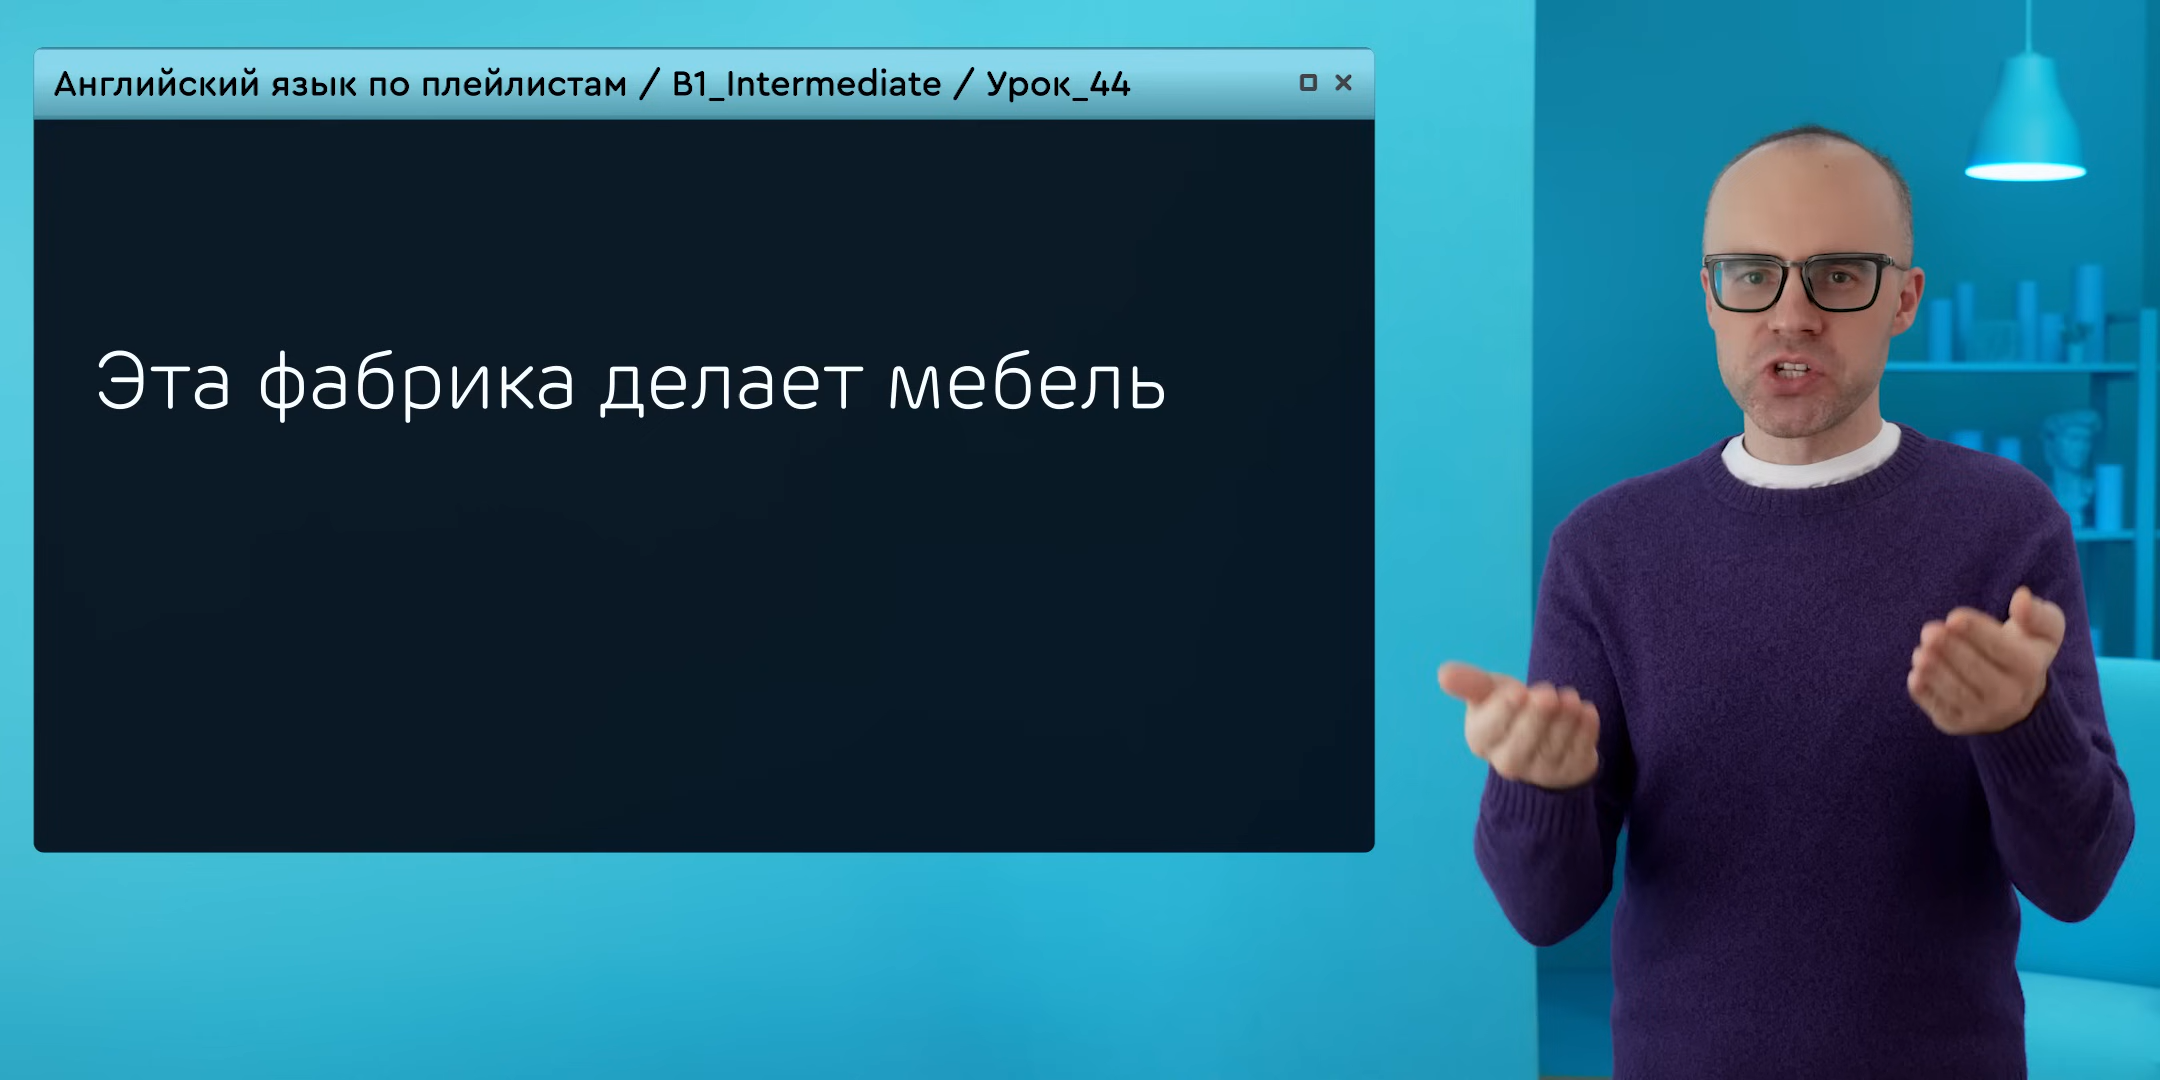 Английский язык по плейлистам / B1_Intermediate / Урок_44
Эта фабрика делает мебель